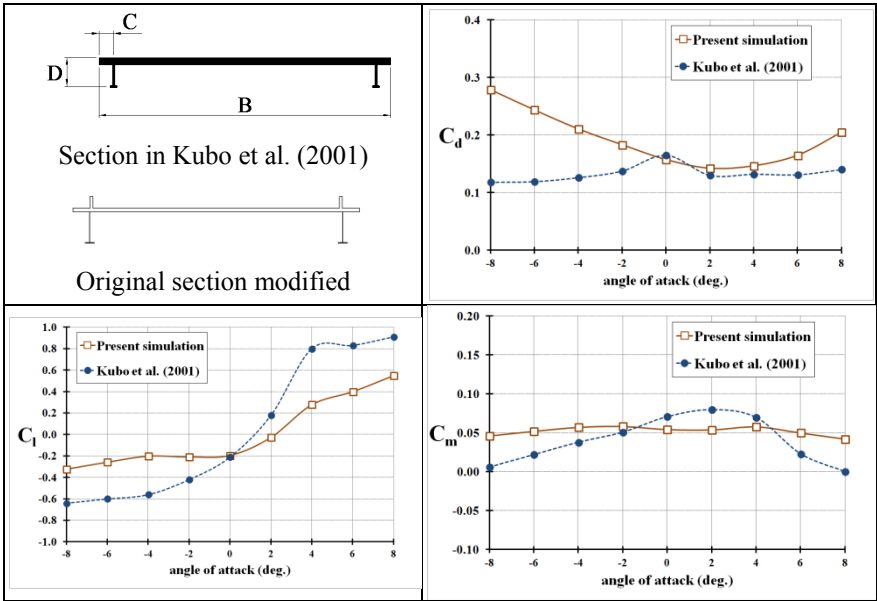 C
D
B
Section in Kubo et al. (2001)
Original section modified
Present simulation
Kubo et al. (2001)
0.4
0.3
0.2
0.1
0.0
Cd
-8 -6 -4 -2 0 2 4 6 8
angle of atack (deg.)
Present simulation
Kubo et al. (2001)
1.0
0.8
0.6
0.4
0.2
0.0
-0.2
-0.4
-0.6
-0.8
-1.0
Cl
-8 -6 -4 -2 0 2 4 6 8
angle of attack (deg.)
Present simulation
Kubo et al. (2001)
0.20
0.15
0.10
0.05
0.00
-0.05
-0.10
Cm
-8 -6 -4 -2 0 2 4 6 8
angle of attack (deg.)